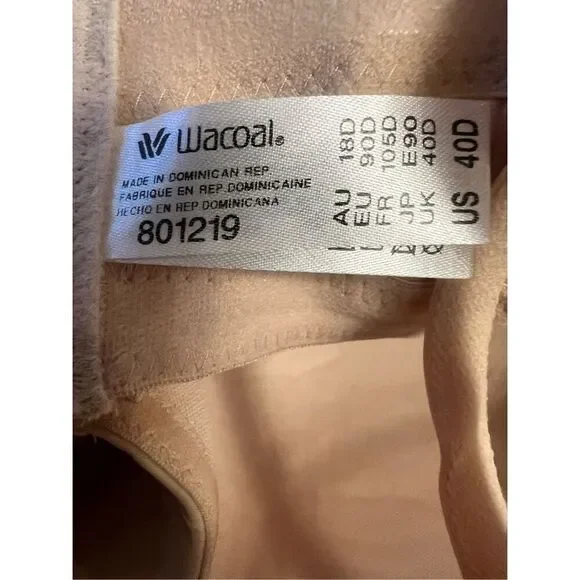 Wacoal®
MADE IN DOMINICAN REP
FABRIQUE EN REP.DOMINICAINE
HECHO EN REP.DOMINICANA
801219
AU 18D
EU 90D
FR 105D
JP E90
UK 40D
US 40D